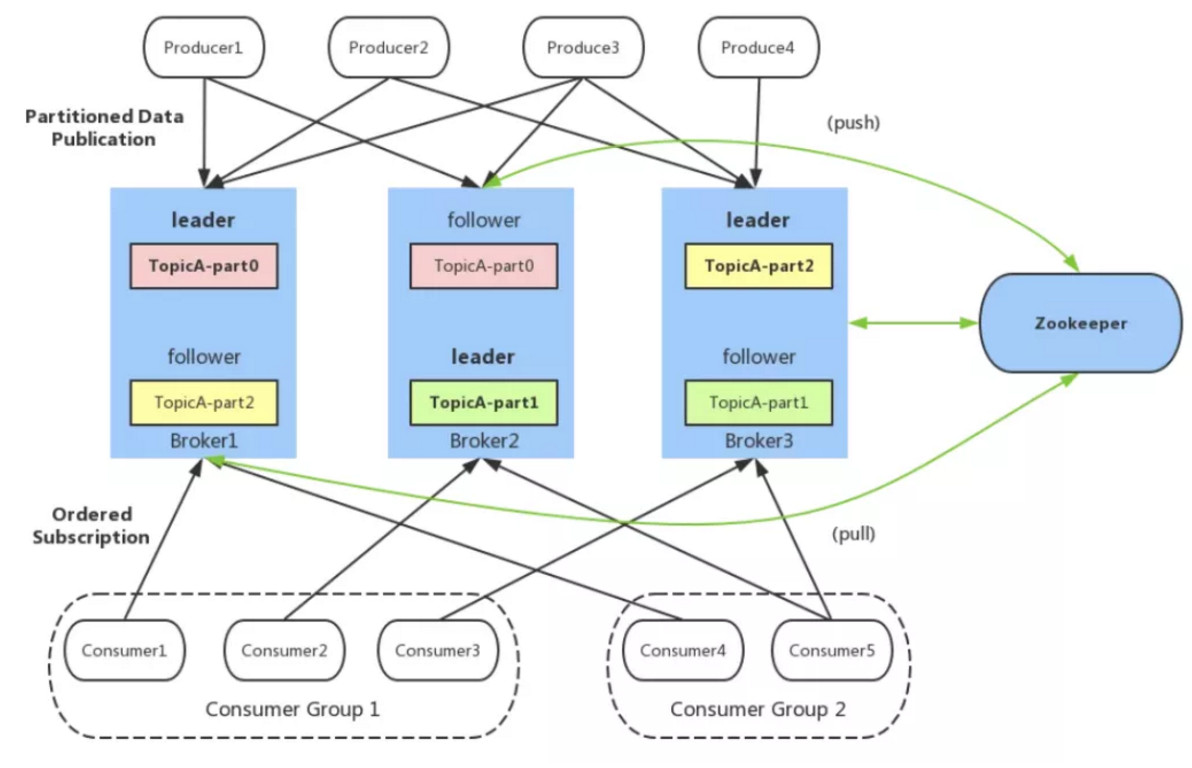 Producer1
Producer2
Produce3
Produce4
Partitioned Data
Publication
(push)
leader
TopicA-part0
follower
TopicA-part2
Broker1
follower
TopicA-part0
leader
TopicA-part1
Broker2
leader
TopicA-part2
follower
TopicA-part1
Broker3
Zookeeper
Ordered
Subscription
(pull)
Consumer1
Consumer2
Consumer3
Consumer Group 1
Consumer4
Consumer5
Consumer Group 2